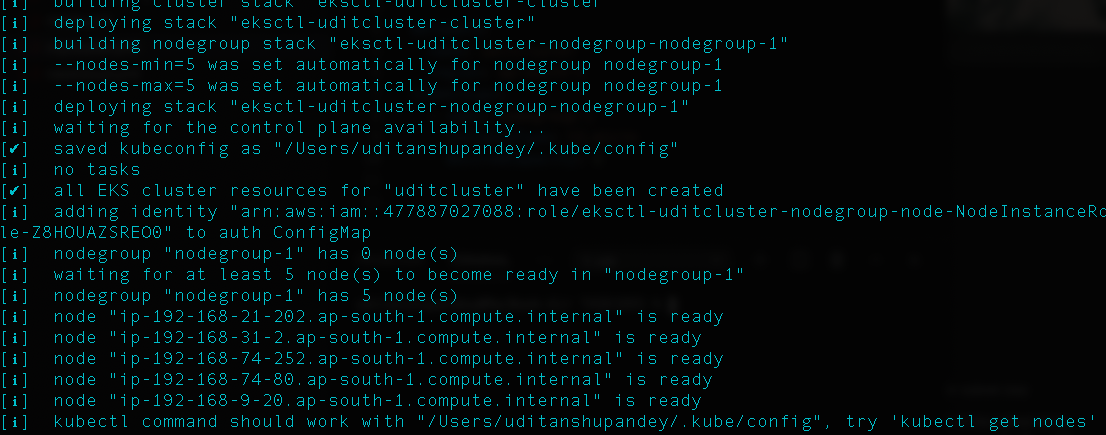 [ℹ]  building cluster stack "eksctl-uditcluster-cluster"
[ℹ]  deploying stack "eksctl-uditcluster-cluster"
[ℹ]  building nodegroup stack "eksctl-uditcluster-nodegroup-nodegroup-1"
[ℹ]  --nodes-min=5 was set automatically for nodegroup nodegroup-1
[ℹ]  --nodes-max=5 was set automatically for nodegroup nodegroup-1
[ℹ]  deploying stack "eksctl-uditcluster-nodegroup-nodegroup-1"
[ℹ]  waiting for the control plane availability...
[✔]  saved kubeconfig as "/Users/uditanshupandey/.kube/config"
[ℹ]  no tasks
[✔]  all EKS cluster resources for "uditcluster" have been created
[ℹ]  adding identity "arn:aws:iam::477887027088:role/eksctl-uditcluster-nodegroup-node-NodeInstanceRo
le-Z8HOUAZSREO0" to auth ConfigMap
[ℹ]  nodegroup "nodegroup-1" has 0 node(s)
[ℹ]  waiting for at least 5 node(s) to become ready in "nodegroup-1"
[ℹ]  nodegroup "nodegroup-1" has 5 node(s)
[ℹ]  node "ip-192-168-21-202.ap-south-1.compute.internal" is ready
[ℹ]  node "ip-192-168-31-2.ap-south-1.compute.internal" is ready
[ℹ]  node "ip-192-168-74-252.ap-south-1.compute.internal" is ready
[ℹ]  node "ip-192-168-74-80.ap-south-1.compute.internal" is ready
[ℹ]  node "ip-192-168-9-20.ap-south-1.compute.internal" is ready
[ℹ]  kubectl command should work with "/Users/uditanshupandey/.kube/config", try 'kubectl get nodes'